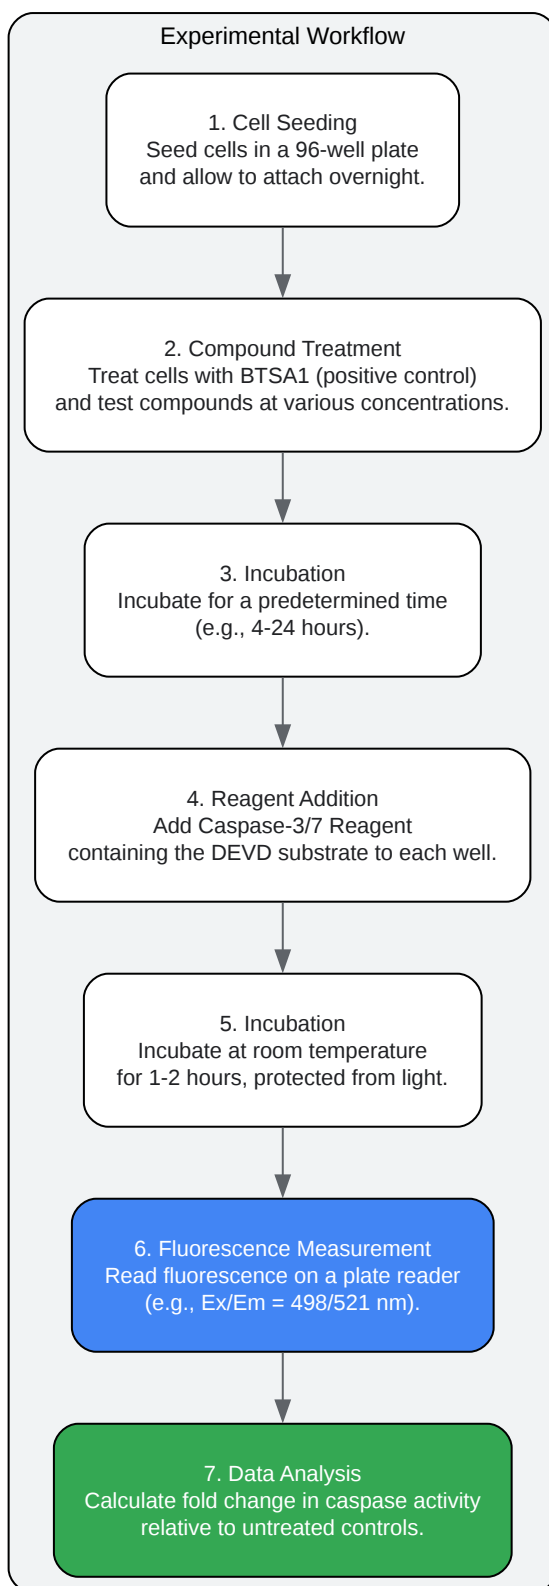 Experimental Workflow
1. Cell Seeding
Seed cells in a 96-well plate
and allow to attach overnight.
2. Compound Treatment
Treat cells with BTSA1 (positive control)
and test compounds at various concentrations.
3. Incubation
Incubate for a predetermined time
(e.g., 4-24 hours).
4. Reagent Addition
Add Caspase-3/7 Reagent
containing the DEVD substrate to each well.
5. Incubation
Incubate at room temperature
for 1-2 hours, protected from light.
6. Fluorescence Measurement
Read fluorescence on a plate reader
(e.g., Ex/Em = 498/521 nm).
7. Data Analysis
Calculate fold change in caspase activity
relative to untreated controls.